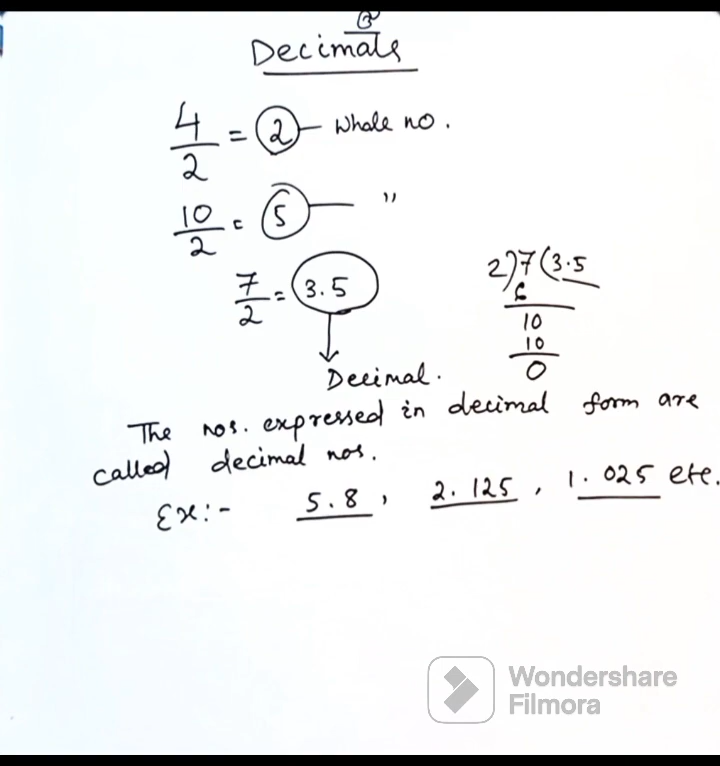 Decimals
4/2 = 2 — Whole no.
10/2 = 5 — "
7/2 = 3.5
2)7(3.5
6
10
10
0
Decimal.
The nos. expressed in decimal form are
called decimal nos.
Ex:- 5.8, 2.125, 1.025 etc.
Wondershare
Filmora